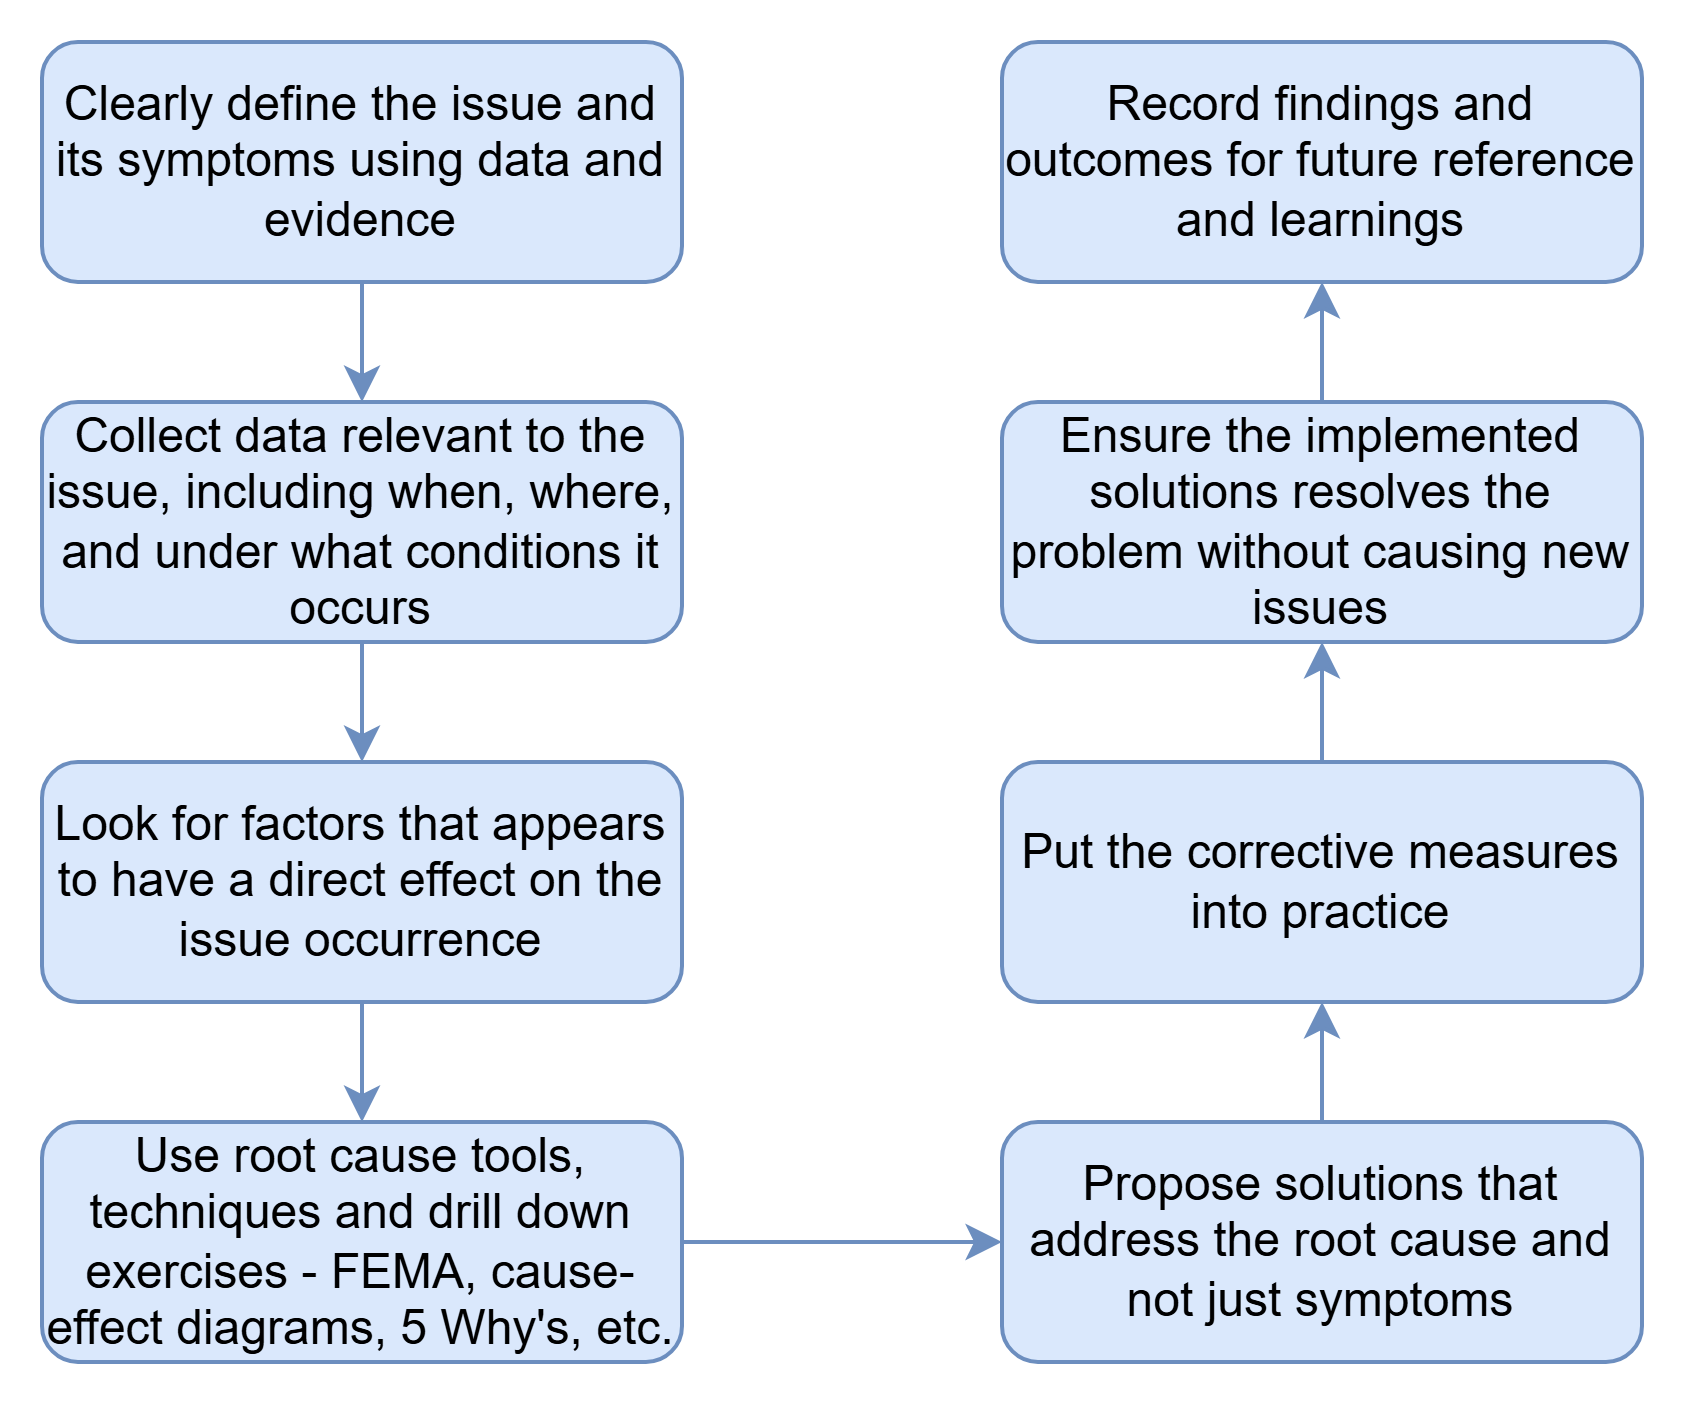 Clearly define the issue and
its symptoms using data and
evidence
Collect data relevant to the
issue, including when, where,
and under what conditions it
occurs
Look for factors that appears
to have a direct effect on the
issue occurrence
Use root cause tools,
techniques and drill down
exercises - FEMA, cause-
effect diagrams, 5 Why's, etc.
Propose solutions that
address the root cause and
not just symptoms
Put the corrective measures
into practice
Ensure the implemented
solutions resolves the
problem without causing new
issues
Record findings and
outcomes for future reference
and learnings